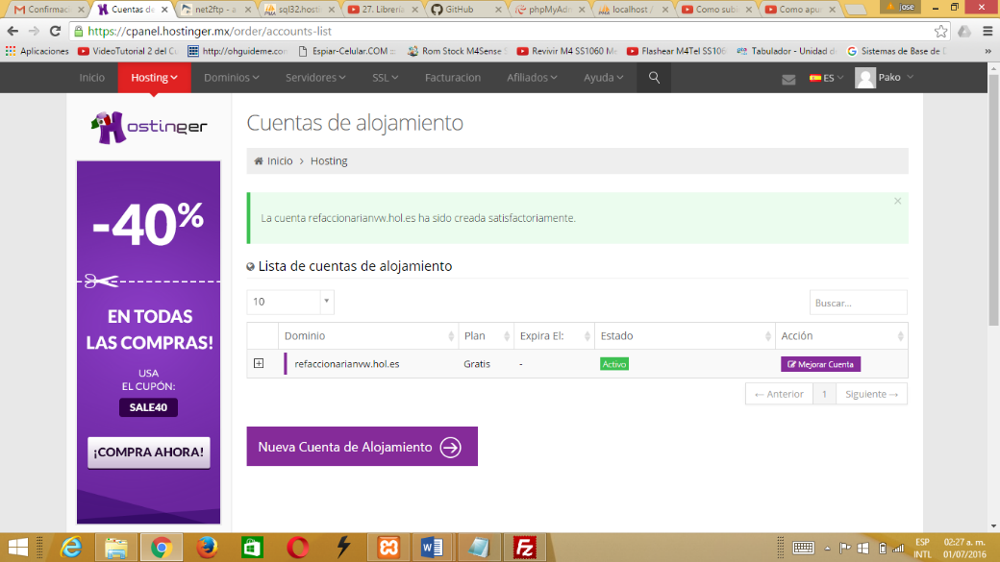 Confirmac
Cuentas de
net2ftp - a
sql32.hostin
27. Librería
GitHub
phpMyAdm
localhost /
Como subi
Como apu
jose
https://cpanel.hostinger.mx/order/accounts-list
Aplicaciones
VideoTutorial 2 del Cu
http://ohguideme.com
Espiar-Celular.COM ::
Rom Stock M4Sense S
Revivir M4 SS1060 Me
Flashear M4Tel SS106
Tabulador - Unidad d
Sistemas de Base de D
»
Inicio
Hosting
Dominios
Servidores
SSL
Facturacion
Afiliados
Ayuda
ES
Pako
Hostinger
Cuentas de alojamiento
Inicio > Hosting
La cuenta refaccionarianvw.hol.es ha sido creada satisfactoriamente.
×
-40%
EN TODAS
LAS COMPRAS!
USA
EL CUPÓN:
SALE40
¡COMPRA AHORA!
Lista de cuentas de alojamiento
10
Buscar...
Dominio
Plan
Expira El:
Estado
Acción
refaccionarianvw.hol.es
Gratis
-
Activo
Mejorar Cuenta
← Anterior
1
Siguiente →
Nueva Cuenta de Alojamiento
ESP
INTL
02:27 a. m.
01/07/2016